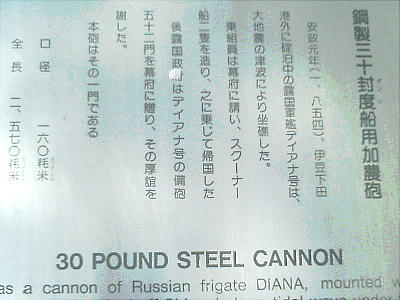 鋼製三十封度船用加農砲
安政元年(一、八五四)、伊豆下田
港外に碇泊中の露国軍艦デイアナ号は、
大地震の津波により坐礁した。
乗組員は幕府に請い、スクーナー
船二隻を造り、之に乗じて帰国した
後露国政府はデイアナ号の備砲
五十二門を幕府に贈り、その厚誼を
謝した。
本砲はその一門である
口径 一六〇粍米
全長 二、五七〇粍米
30 POUND STEEL CANNON
as a cannon of Russian frigate DIANA, mounted
tidal wave under